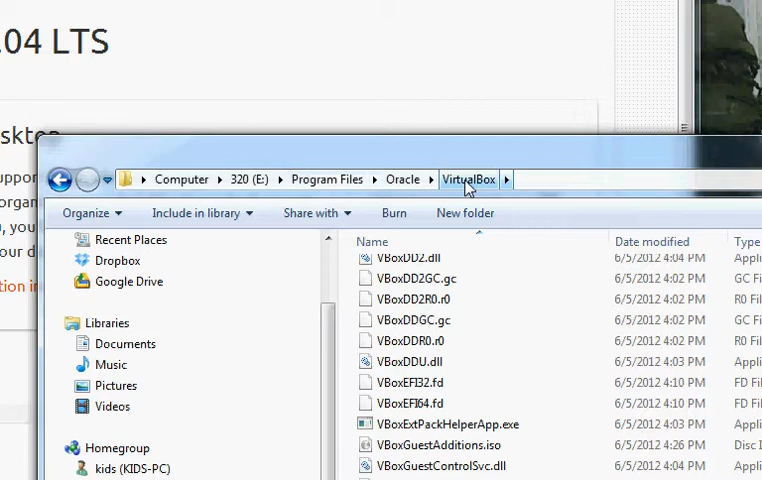 .04 LTS
sktop
suppor
organ
, you
our d
tion in
Computer 320 (E:) Program Files Oracle VirtualBox
Organize Include in library Share with Burn New folder
Recent Places
Dropbox
Google Drive
Libraries
Documents
Music
Pictures
Videos
Homegroup
kids (KIDS-PC)
Name Date modified Type
VBoxDD2.dll 6/5/2012 4:04 PM Appli
VBoxDD2GC.gc 6/5/2012 4:02 PM GC Fi
VBoxDD2R0.r0 6/5/2012 4:02 PM R0 Fil
VBoxDDGC.gc 6/5/2012 4:02 PM GC Fi
VBoxDDR0.r0 6/5/2012 4:02 PM R0 Fil
VBoxDDU.dll 6/5/2012 4:03 PM Appli
VBoxEFI32.fd 6/5/2012 4:10 PM FD Fil
VBoxEFI64.fd 6/5/2012 4:10 PM FD Fil
VBoxExtPackHelperApp.exe 6/5/2012 4:03 PM Appli
VBoxGuestAdditions.iso 6/5/2012 4:26 PM Disc I
VBoxGuestControlSvc.dll 6/5/2012 4:04 PM Appli